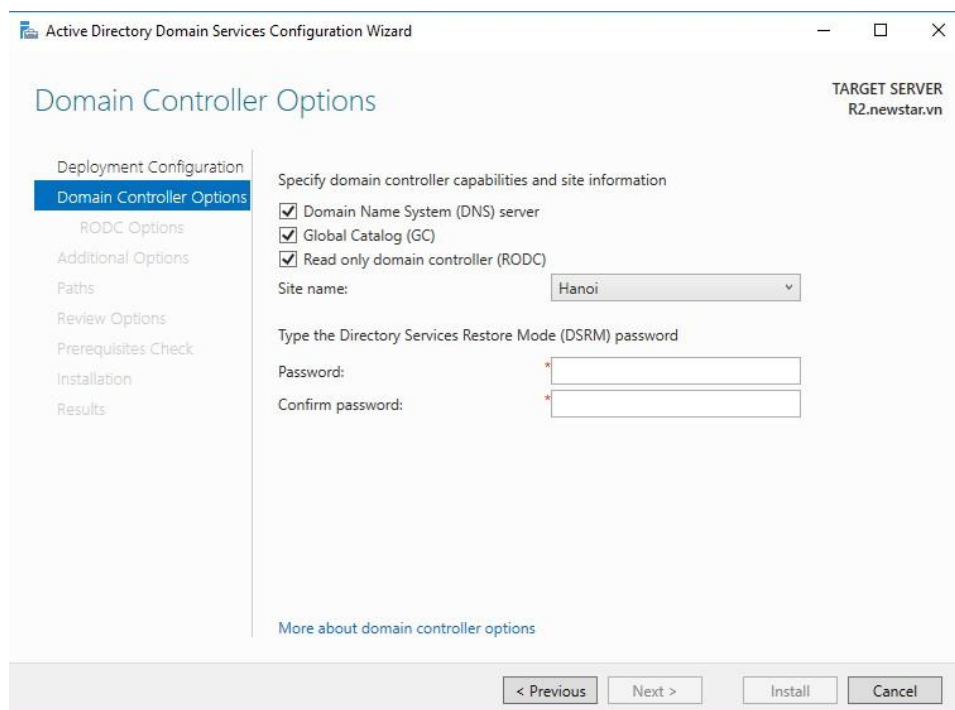 Active Directory Domain Services Configuration Wizard
Domain Controller Options
TARGET SERVER
R2.newstar.vn
Deployment Configuration
Domain Controller Options
RODC Options
Additional Options
Paths
Review Options
Prerequisites Check
Installation
Results
Specify domain controller capabilities and site information
Domain Name System (DNS) server
Global Catalog (GC)
Read only domain controller (RODC)
Site name: Hanoi
Type the Directory Services Restore Mode (DSRM) password
Password: *
Confirm password: *
More about domain controller options
< Previous Next > Install Cancel